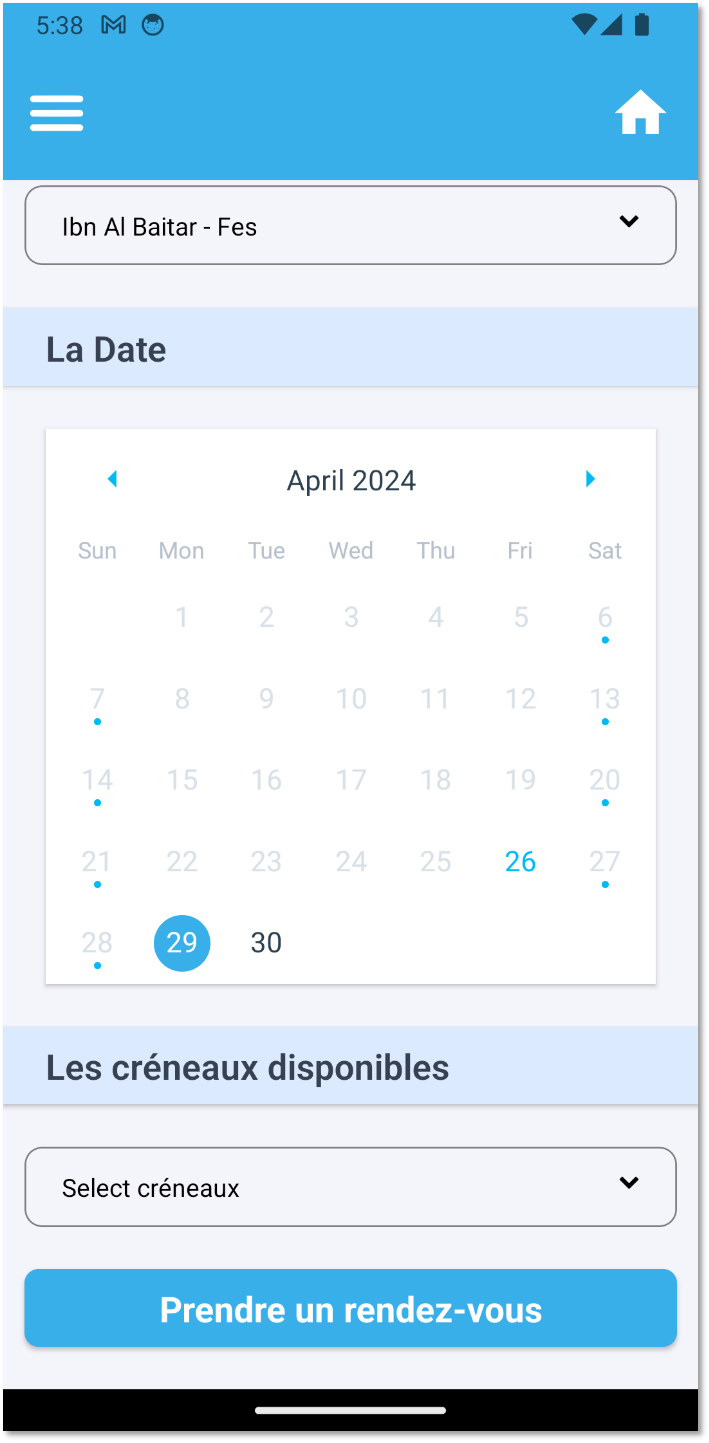 5:38
Ibn Al Baitar - Fes
La Date
April 2024
Sun Mon Tue Wed Thu Fri Sat
1 2 3 4 5 6
7 8 9 10 11 12 13
14 15 16 17 18 19 20
21 22 23 24 25 26 27
28 29 30
Les créneaux disponibles
Select créneaux
Prendre un rendez-vous